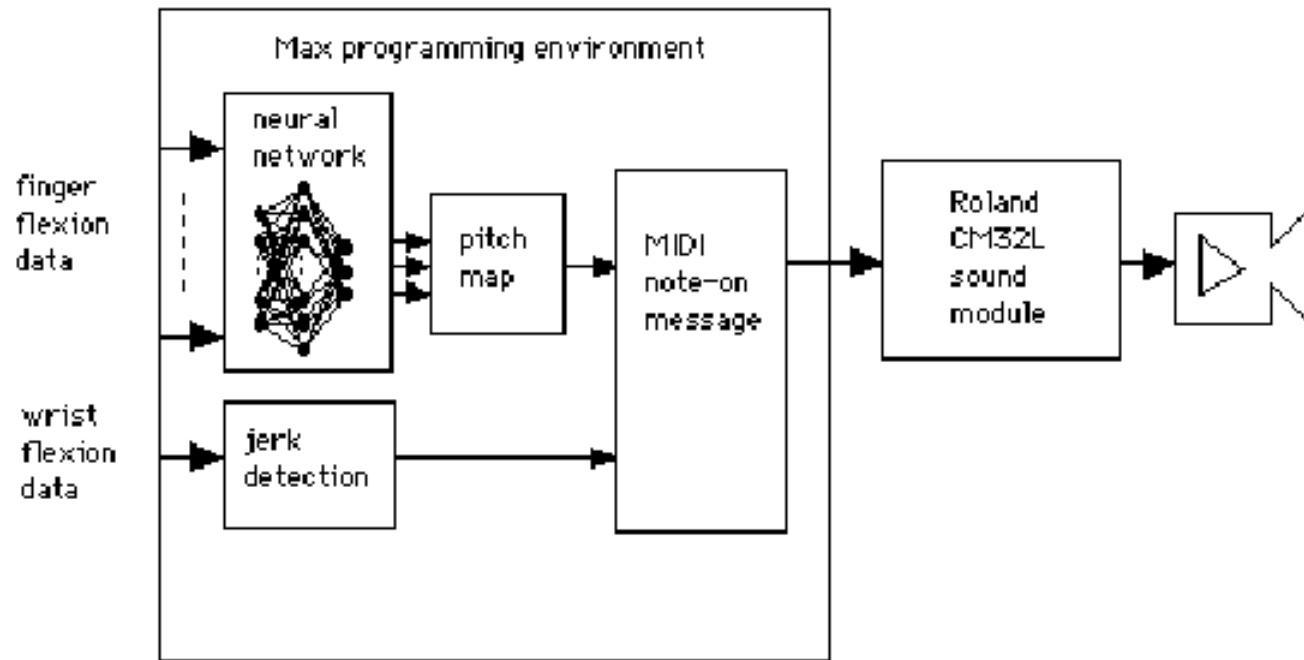 Max programming environment
neural
network
finger
flexion
data
pitch
map
MIDI
note-on
message
Roland
CM32L
sound
module
wrist
flexion
data
jerk
detection